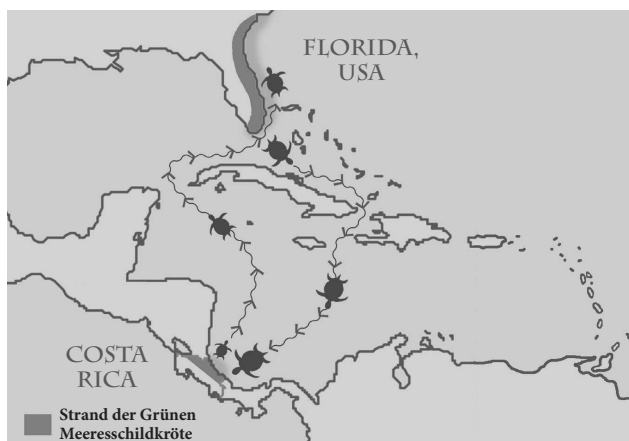 FLORIDA,
USA
COSTA
RICA
Strand der Grünen
Meeresschildkröte